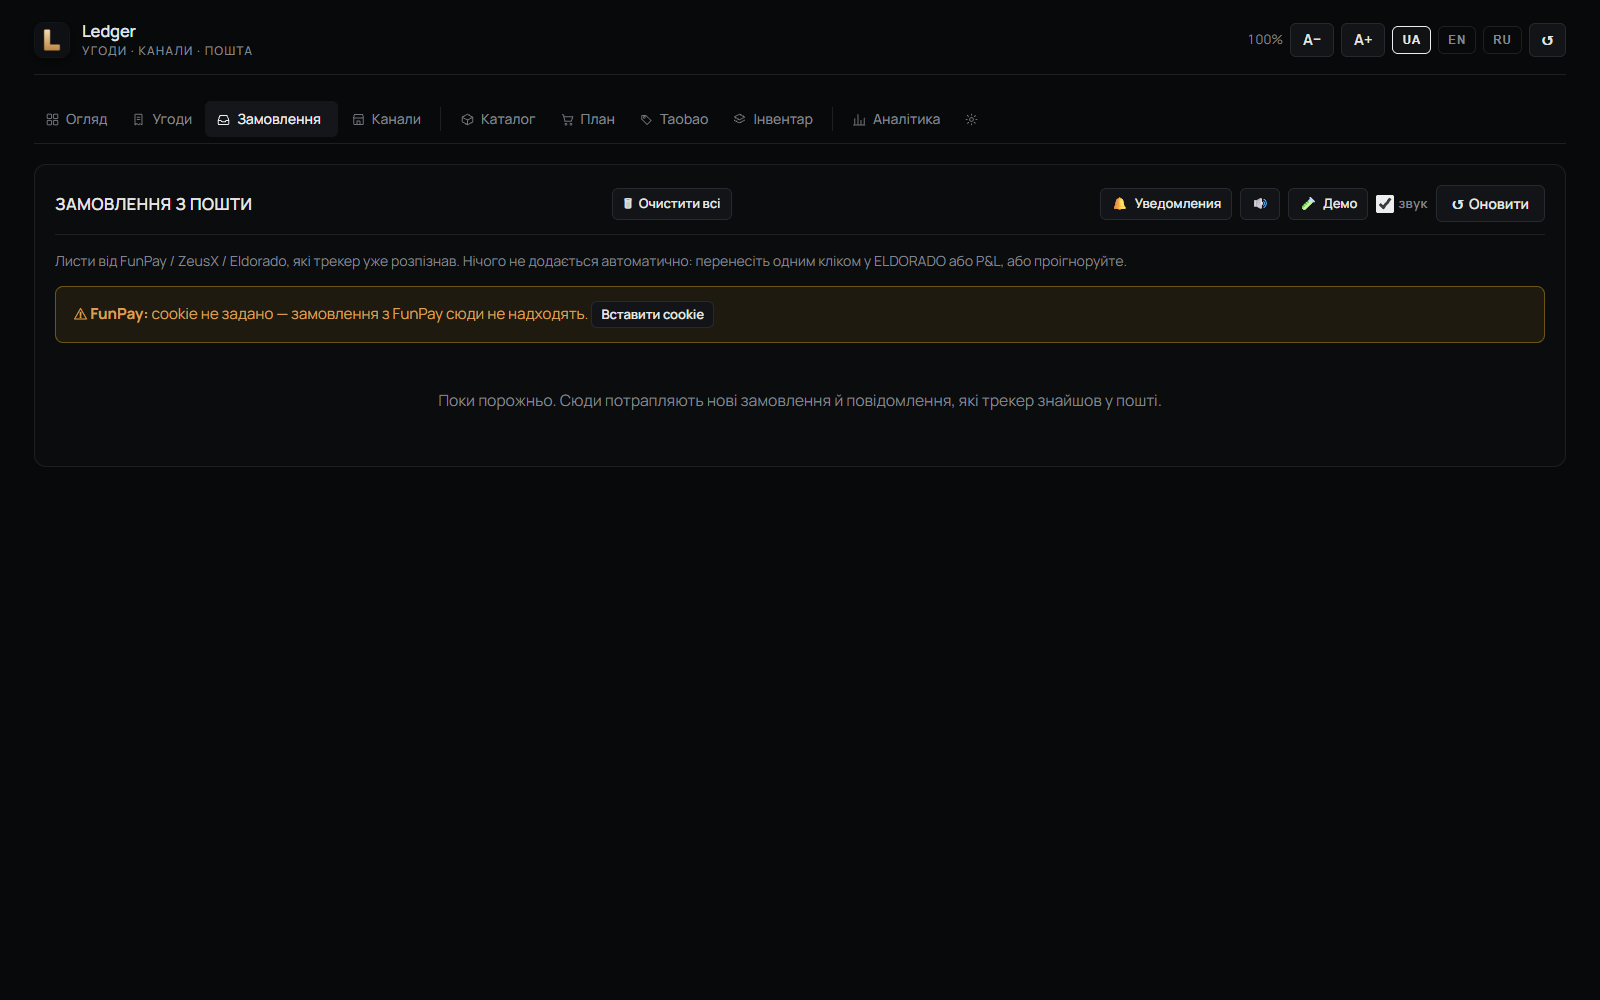 Ledger
УГОДИ · КАНАЛИ · ПОШТА
100% A− A+ UA EN RU ↺
Огляд Угоди Замовлення Канали Каталог План Taobao Інвентар Аналітика
ЗАМОВЛЕННЯ З ПОШТИ Очистити всі Уведомления Демо звук ↺ Оновити
Листи від FunPay / ZeusX / Eldorado, які трекер уже розпізнав. Нічого не додається автоматично: перенесіть одним кліком у ELDORADO або P&L, або проігноруйте.
⚠ FunPay: cookie не задано — замовлення з FunPay сюди не надходять. Вставити cookie
Поки порожньо. Сюди потрапляють нові замовлення й повідомлення, які трекер знайшов у пошті.